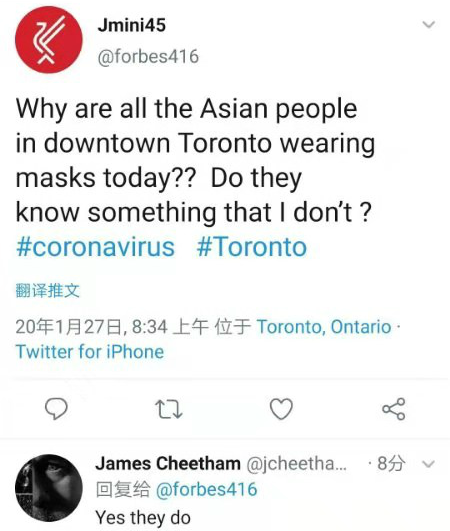 Jmini45
@forbes416
Why are all the Asian people
in downtown Toronto wearing
masks today??  Do they
know something that I don't ?
#coronavirus   #Toronto
翻译推文
20年1月27日, 8:34 上午 位于 Toronto, Ontario ·
Twitter for iPhone
James Cheetham @jcheetha... · 8分
回复给 @forbes416
Yes they do